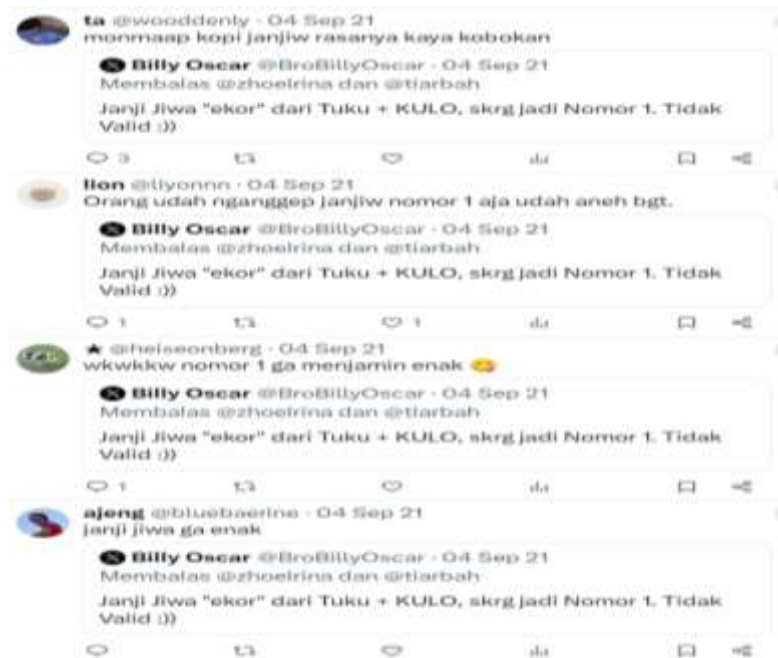 ta @wooddenly · 04 Sep 21
monmaap kopi janjiw rasanya kaya kobokan
Billy Oscar @BroBillyOscar · 04 Sep 21
Membalas @zhoelrina dan @tiarbah
Janji Jiwa "ekor" dari Tuku + KULO, skrg jadi Nomor 1. Tidak
Valid :))
3
lion @liyonnn · 04 Sep 21
Orang udah nganggep janjiw nomor 1 aja udah aneh bgt.
Billy Oscar @BroBillyOscar · 04 Sep 21
Membalas @zhoelrina dan @tiarbah
Janji Jiwa "ekor" dari Tuku + KULO, skrg jadi Nomor 1. Tidak
Valid :))
1 1
★ @heiseonberg · 04 Sep 21
wkwkkw nomor 1 ga menjamin enak 😋
Billy Oscar @BroBillyOscar · 04 Sep 21
Membalas @zhoelrina dan @tiarbah
Janji Jiwa "ekor" dari Tuku + KULO, skrg jadi Nomor 1. Tidak
Valid :))
1
ajeng @bluebaerine · 04 Sep 21
janji jiwa ga enak
Billy Oscar @BroBillyOscar · 04 Sep 21
Membalas @zhoelrina dan @tiarbah
Janji Jiwa "ekor" dari Tuku + KULO, skrg jadi Nomor 1. Tidak
Valid :))